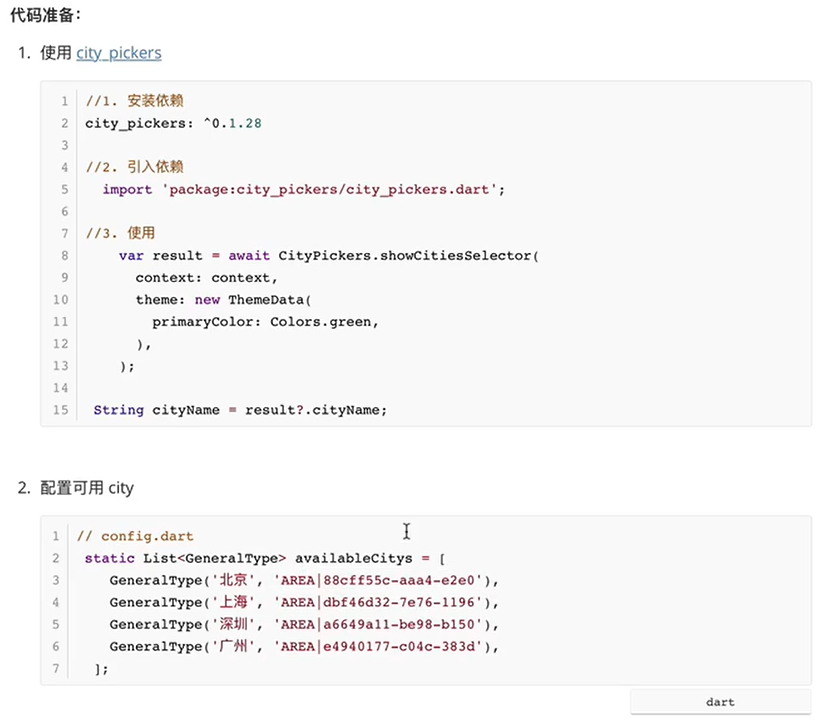 代码准备：
1. 使用 city_pickers
1 //1. 安装依赖
2 city_pickers: ^0.1.28
3
4 //2. 引入依赖
5 import 'package:city_pickers/city_pickers.dart';
6
7 //3. 使用
8 var result = await CityPickers.showCitiesSelector(
9 context: context,
10 theme: new ThemeData(
11 primaryColor: Colors.green,
12 ),
13 );
14
15 String cityName = result?.cityName;
2. 配置可用 city
1 // config.dart
2 static List<GeneralType> availableCitys = [
3 GeneralType('北京', 'AREA|88cff55c-aaa4-e2e0'),
4 GeneralType('上海', 'AREA|dbf46d32-7e76-1196'),
5 GeneralType('深圳', 'AREA|a6649a11-be98-b150'),
6 GeneralType('广州', 'AREA|e4940177-c04c-383d'),
7 ];
dart